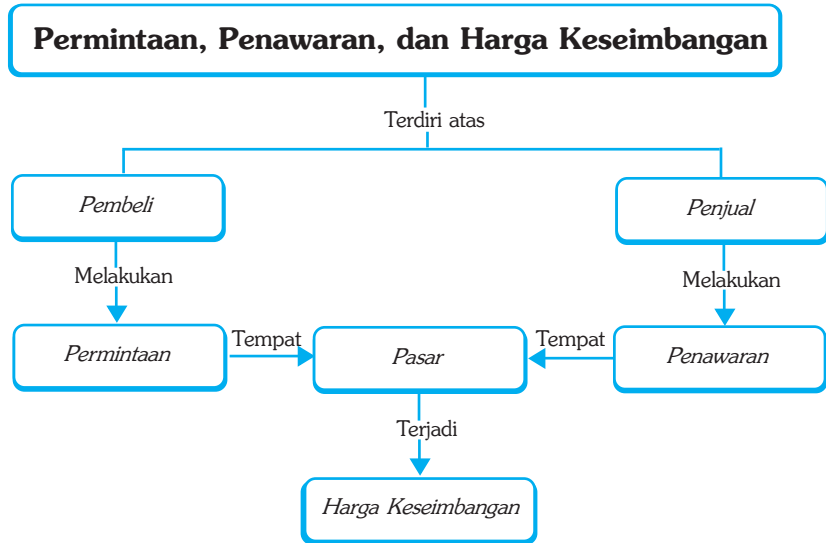 Permintaan, Penawaran, dan Harga Keseimbangan
Terdiri atas
Pembeli
Penjual
Melakukan
Melakukan
Permintaan
Tempat
Pasar
Tempat
Penawaran
Terjadi
Harga Keseimbangan